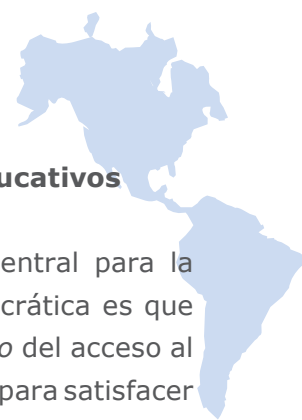 ucativos
entral para la
crática es que
o del acceso al
para satisfacer